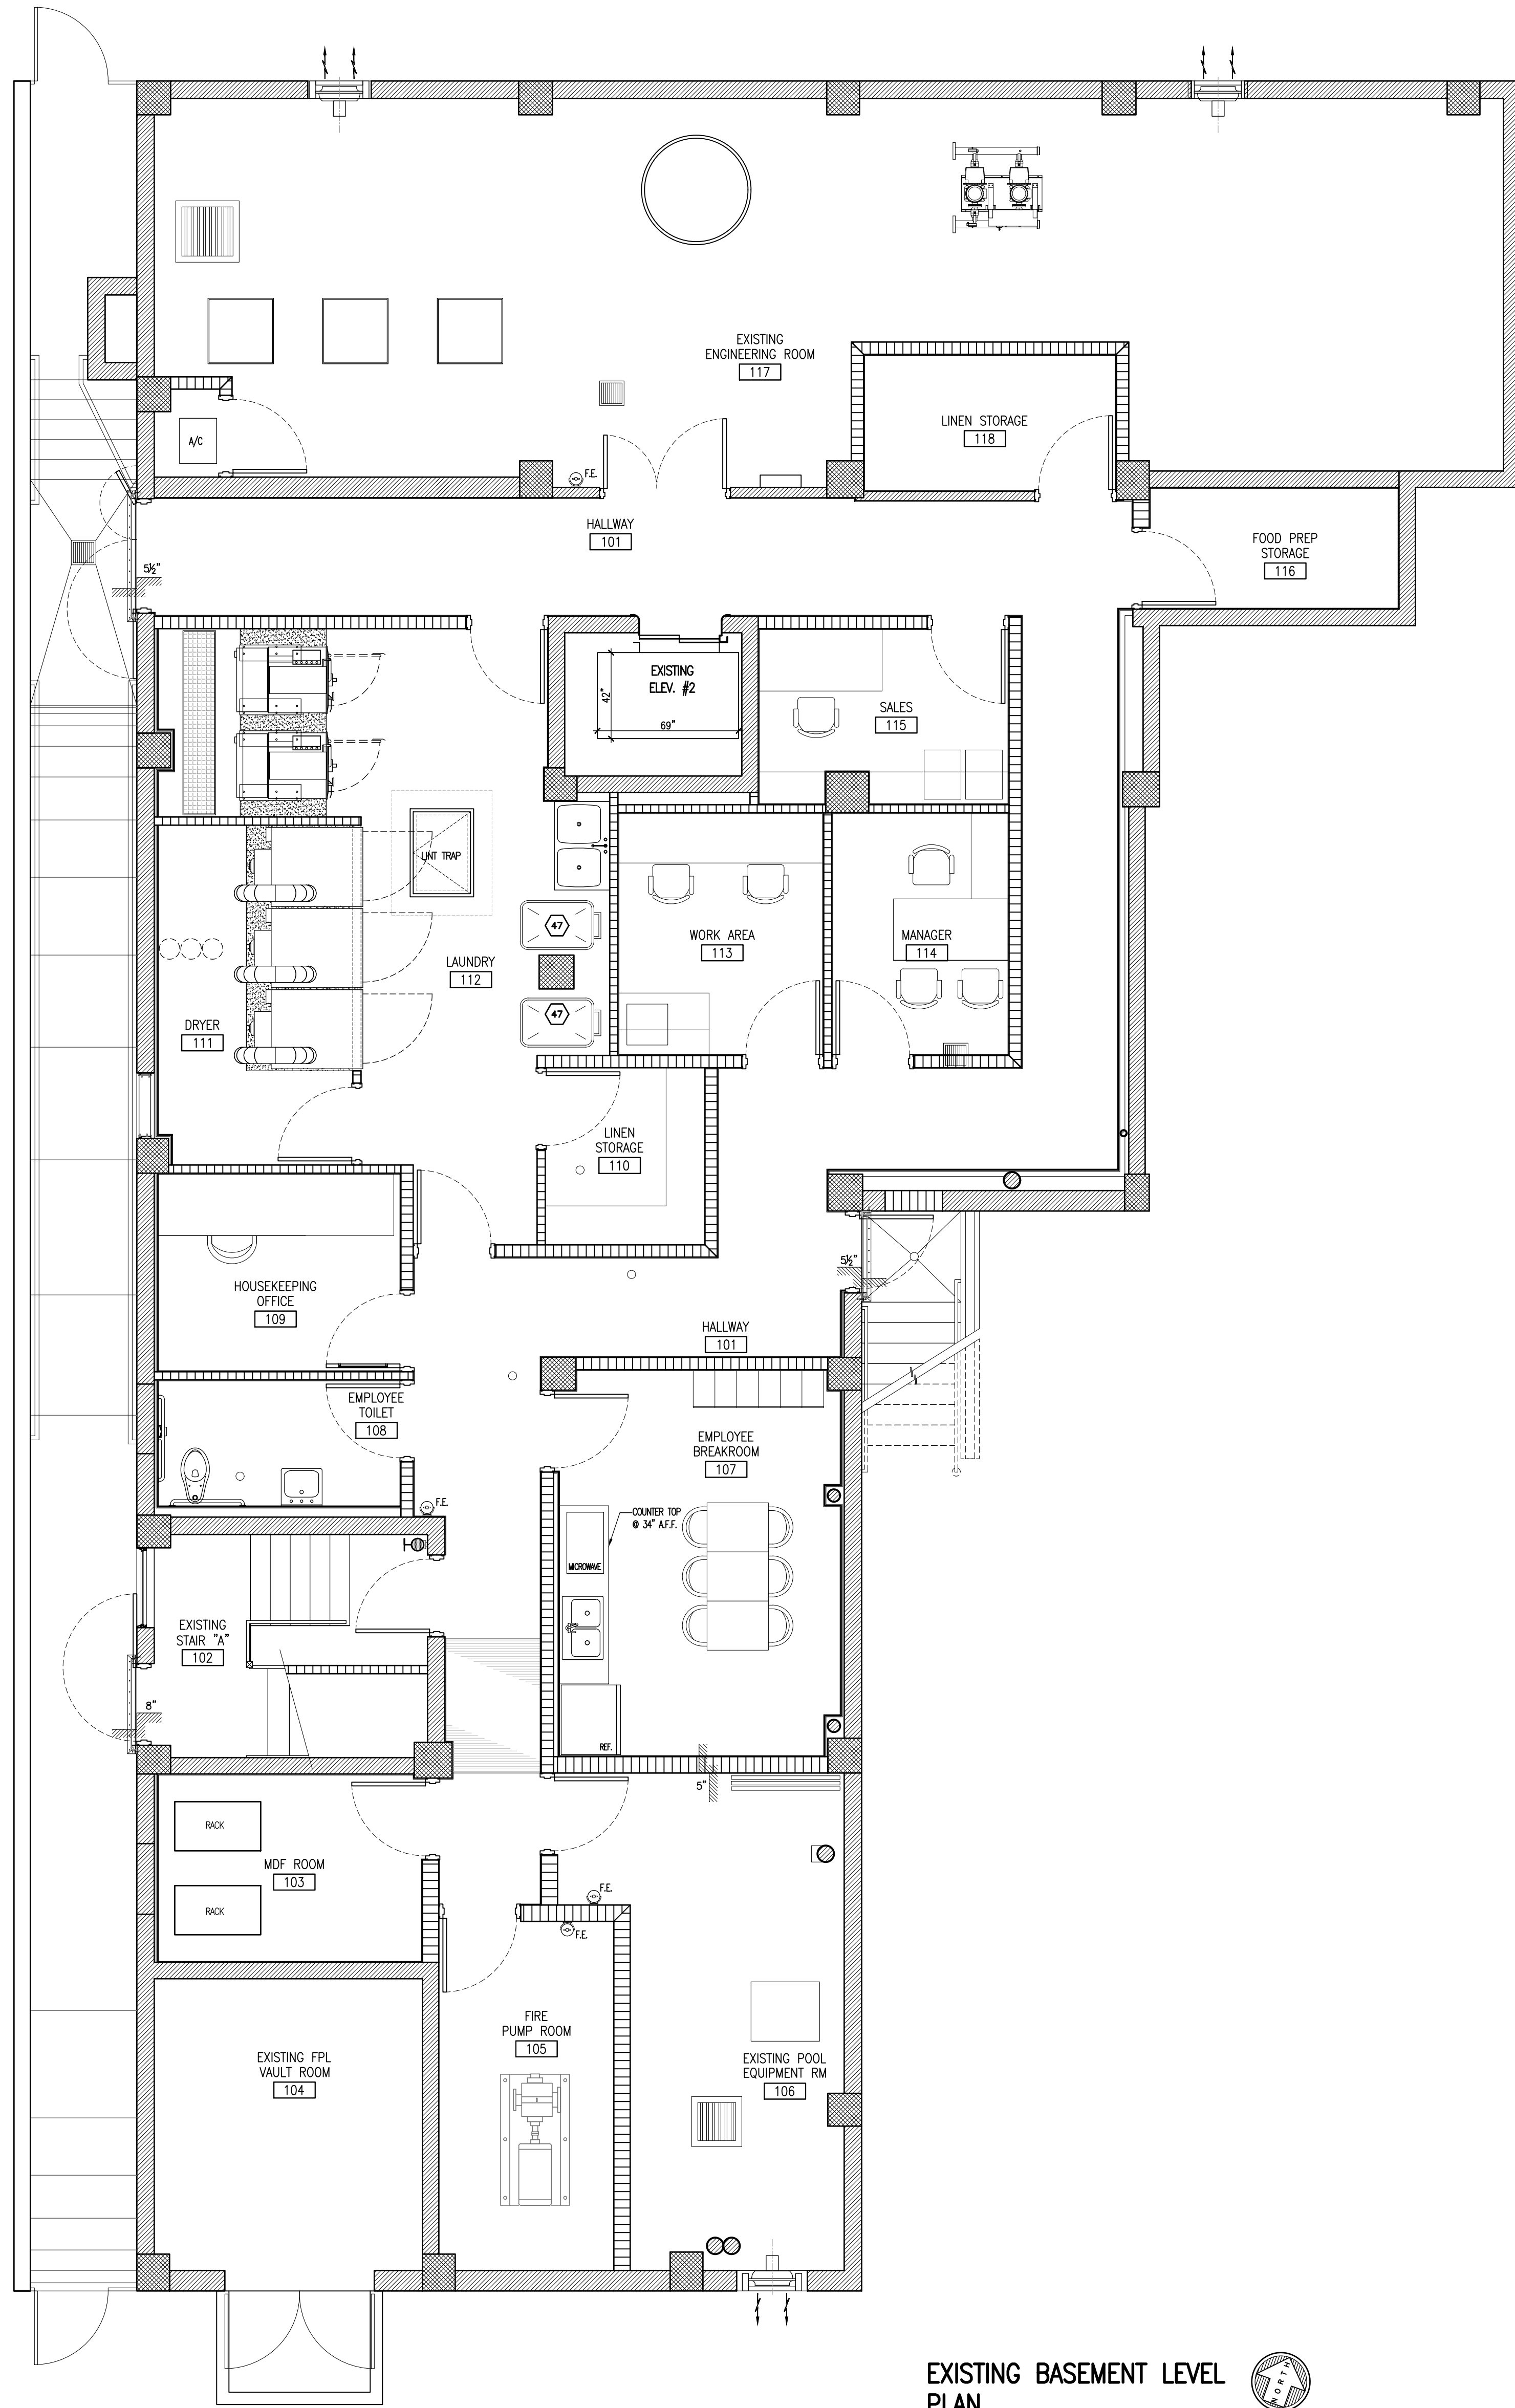 EXISTING
ENGINEERING ROOM
117
LINEN STORAGE
118
A/C
F.E.
HALLWAY
101
FOOD PREP
STORAGE
116
5½"
EXISTING
ELEV. #2
42"
69"
SALES
115
LINT TRAP
47
WORK AREA
113
MANAGER
114
LAUNDRY
112
47
DRYER
111
LINEN
STORAGE
110
5½"
HOUSEKEEPING
OFFICE
109
HALLWAY
101
EMPLOYEE
TOILET
108
EMPLOYEE
BREAKROOM
107
F.E.
COUNTER TOP
@ 34" A.F.F.
MICROWAVE
EXISTING
STAIR "A"
102
8"
REF.
5"
RACK
MDF ROOM
103
RACK
F.E.
F.E.
FIRE
PUMP ROOM
105
EXISTING FPL
VAULT ROOM
104
EXISTING POOL
EQUIPMENT RM
106
EXISTING BASEMENT LEVEL
PLAN
NORTH